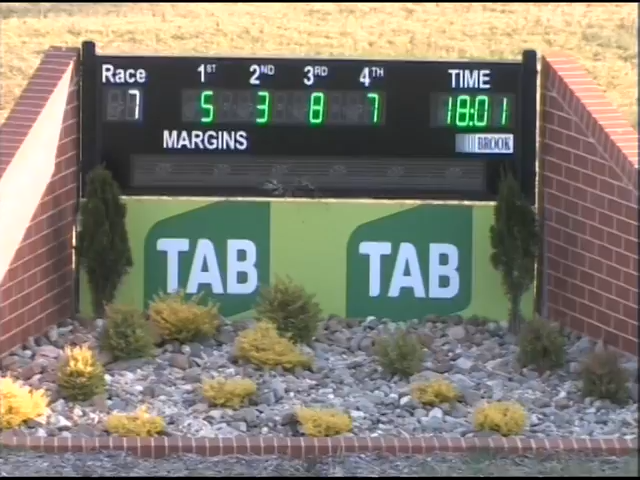 Race 1ST 2ND 3RD 4TH TIME
7 5 3 8 7 18:01
MARGINS BROOK
TAB TAB